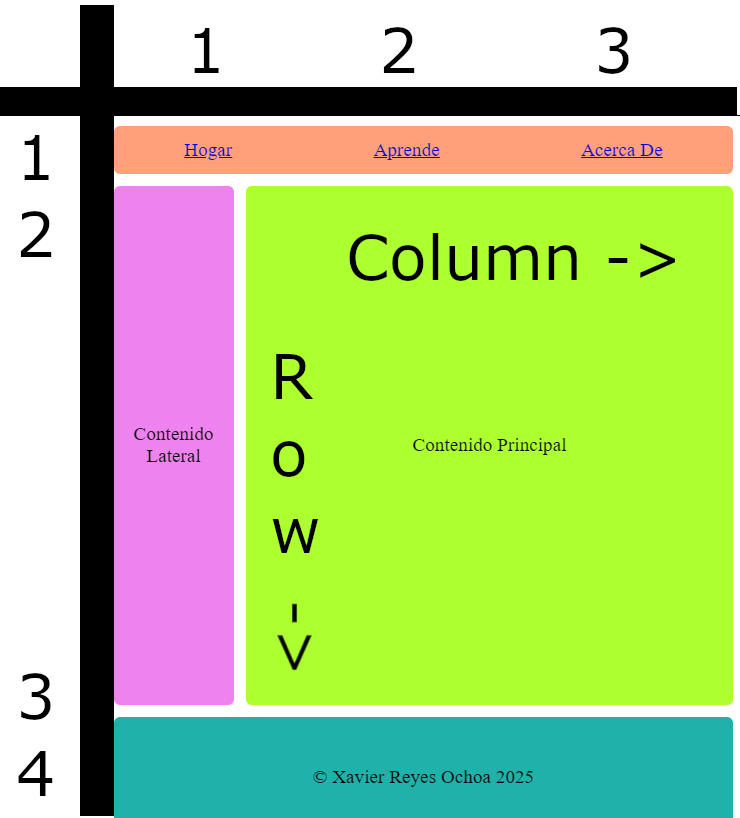 1 2 3
1
Hogar Aprende Acerca De
2
Column ->
R
o
w
->
Contenido
Lateral
Contenido Principal
3
4
© Xavier Reyes Ochoa 2025